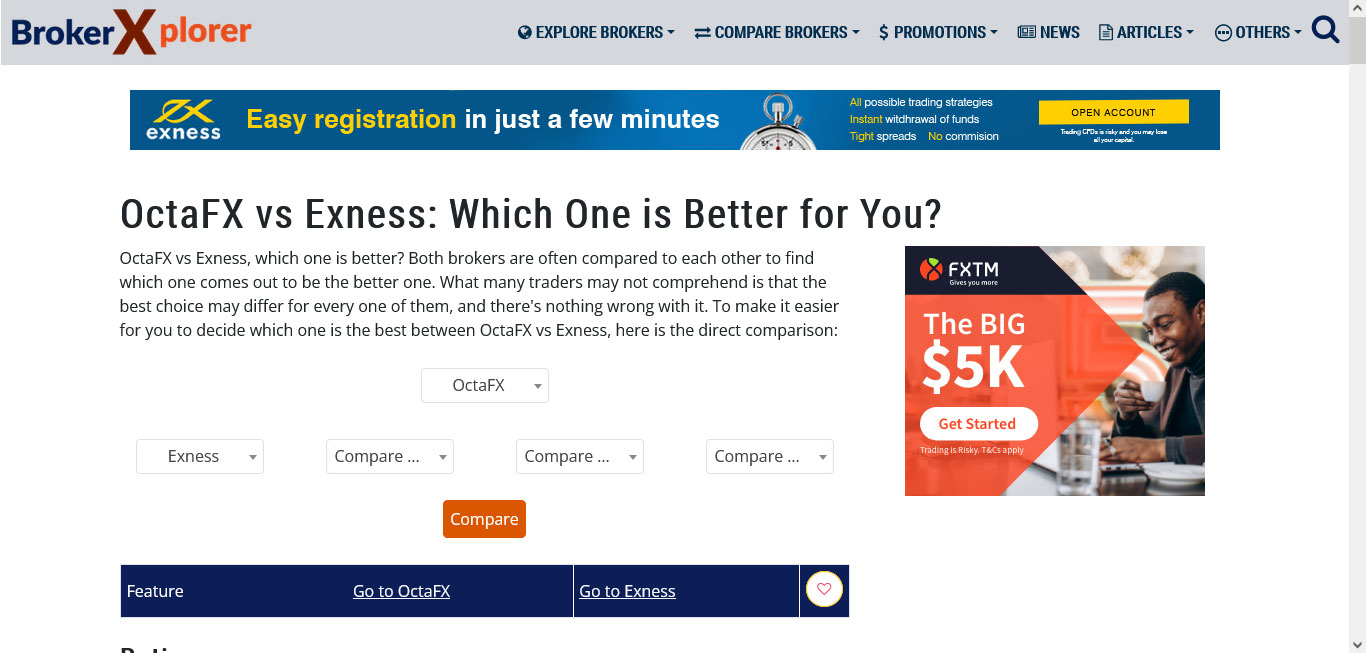 BrokerXplorer
EXPLORE BROKERS
COMPARE BROKERS
$ PROMOTIONS
NEWS
ARTICLES
OTHERS
exness
Easy registration in just a few minutes
All possible trading strategies
Instant witdhrawal of funds
Tight spreads No commision
OPEN ACCOUNT
Trading CFDs is risky and you may lose
all your capital.
OctaFX vs Exness: Which One is Better for You?
OctaFX vs Exness, which one is better? Both brokers are often compared to each other to find
which one comes out to be the better one. What many traders may not comprehend is that the
best choice may differ for every one of them, and there's nothing wrong with it. To make it easier
for you to decide which one is the best between OctaFX vs Exness, here is the direct comparison:
FXTM
Gives you more
The BIG
$5K
Get Started
Trading is Risky. T&Cs apply
OctaFX
Exness
Compare ...
Compare ...
Compare ...
Compare
Feature
Go to OctaFX
Go to Exness